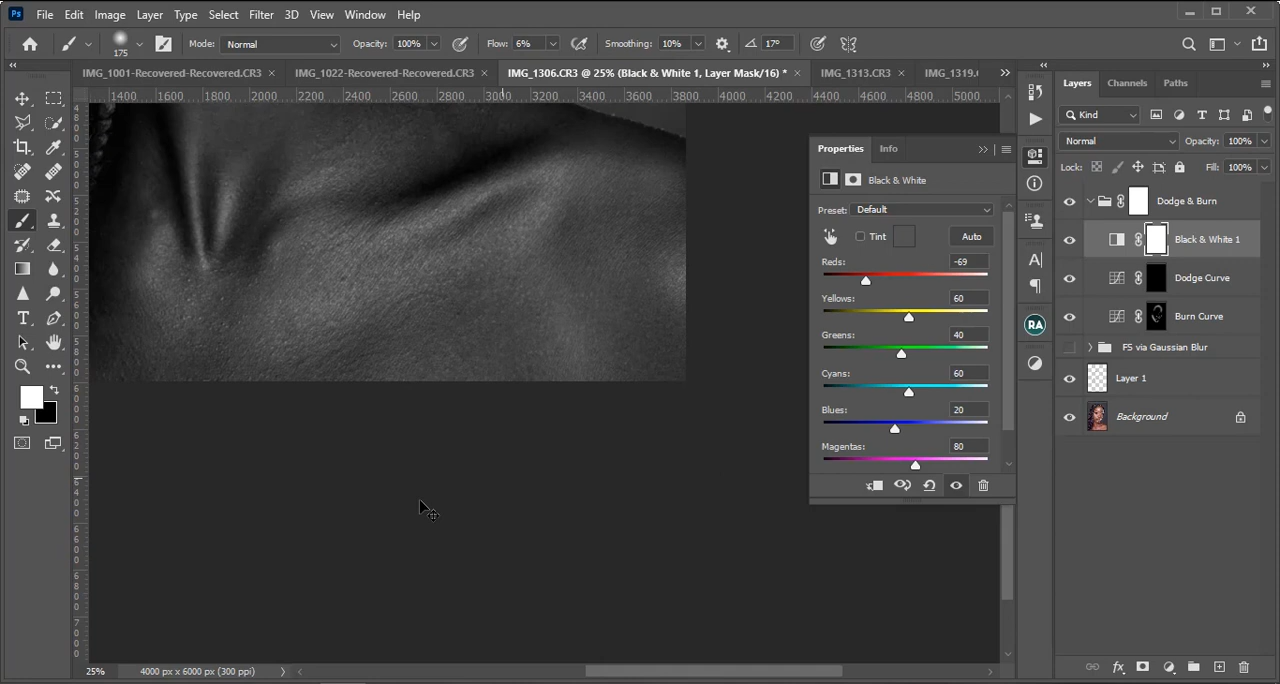 Ps File Edit Image Layer Type Select Filter 3D View Window Help
175 Mode: Normal Opacity: 100% Flow: 6% Smoothing: 10% 17°
IMG_1001-Recovered-Recovered.CR3 × IMG_1022-Recovered-Recovered.CR3 × IMG_1306.CR3 @ 25% (Black & White 1, Layer Mask/16) * × IMG_1313.CR3 × IMG_1319.
1400 1600 1800 2000 2200 2400 2600 2800 3000 3200 3400 3600 3800 4000 4200 4400 4600 4800 5000
Properties Info
Black & White
Preset: Default
Tint Auto
Reds: -69
Yellows: 60
Greens: 40
Cyans: 60
Blues: 20
Magentas: 80
A
T
RA
Layers Channels Paths
Kind
Normal Opacity: 100%
Lock: Fill: 100%
Dodge & Burn
Black & White 1
Dodge Curve
Burn Curve
FS via Gaussian Blur
Layer 1
Background
fx
25% 4000 px x 6000 px (300 ppi)